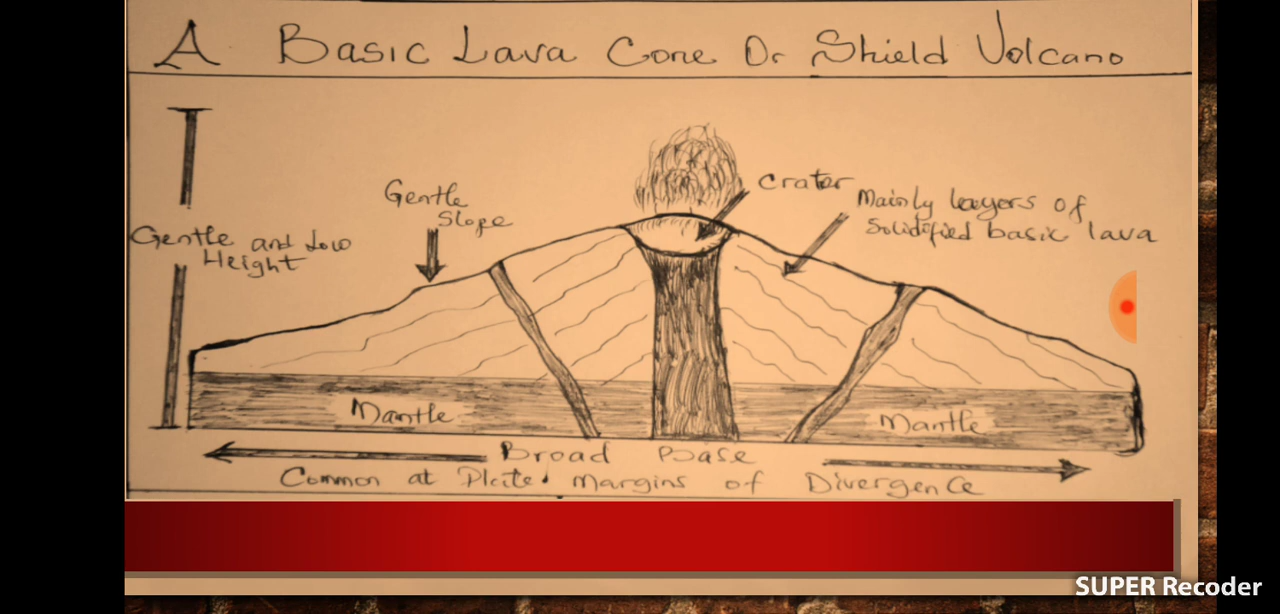 A Basic Lava Cone Or Shield Volcano
Crater
Gentle
Slope
Mainly layers of
Solidified basic lava
Gentle and Low
Height
Mantle
Mantle
Broad Base
Common at Plate Margins of Divergence
SUPER Recoder